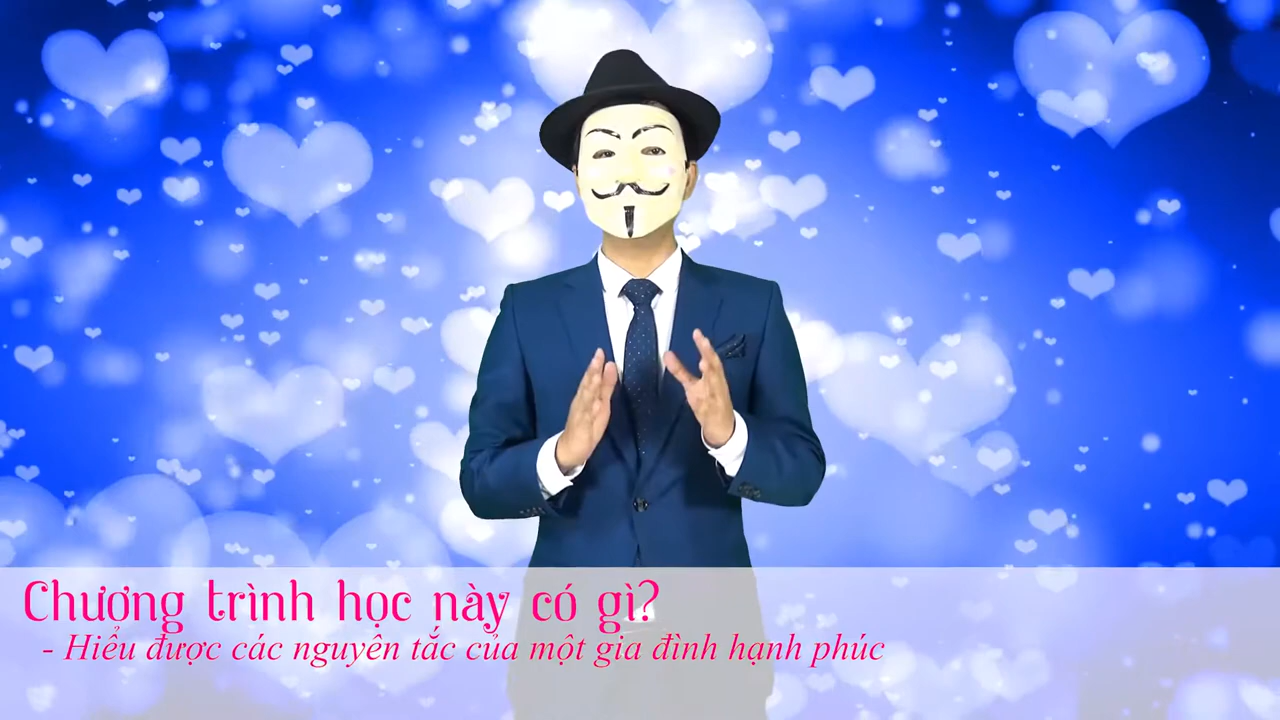 Chương trình học này có gì?
- Hiểu được các nguyên tắc của một gia đình hạnh phúc